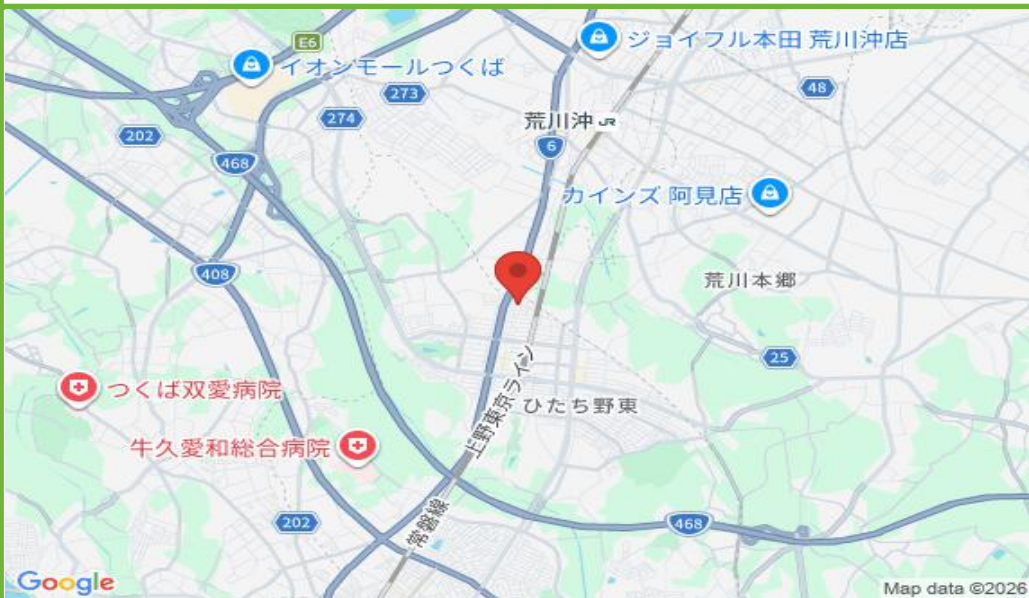 ジョイフル本田 荒川沖店
E6
イオンモールつくば
273
48
274
荒川沖 JR
202
6
468
カインズ 阿見店
408
荒川本郷
25
上野東京ライン
つくば双愛病院
ひたち野東
牛久愛和総合病院
202
常磐線
468
Google
Map data ©2026